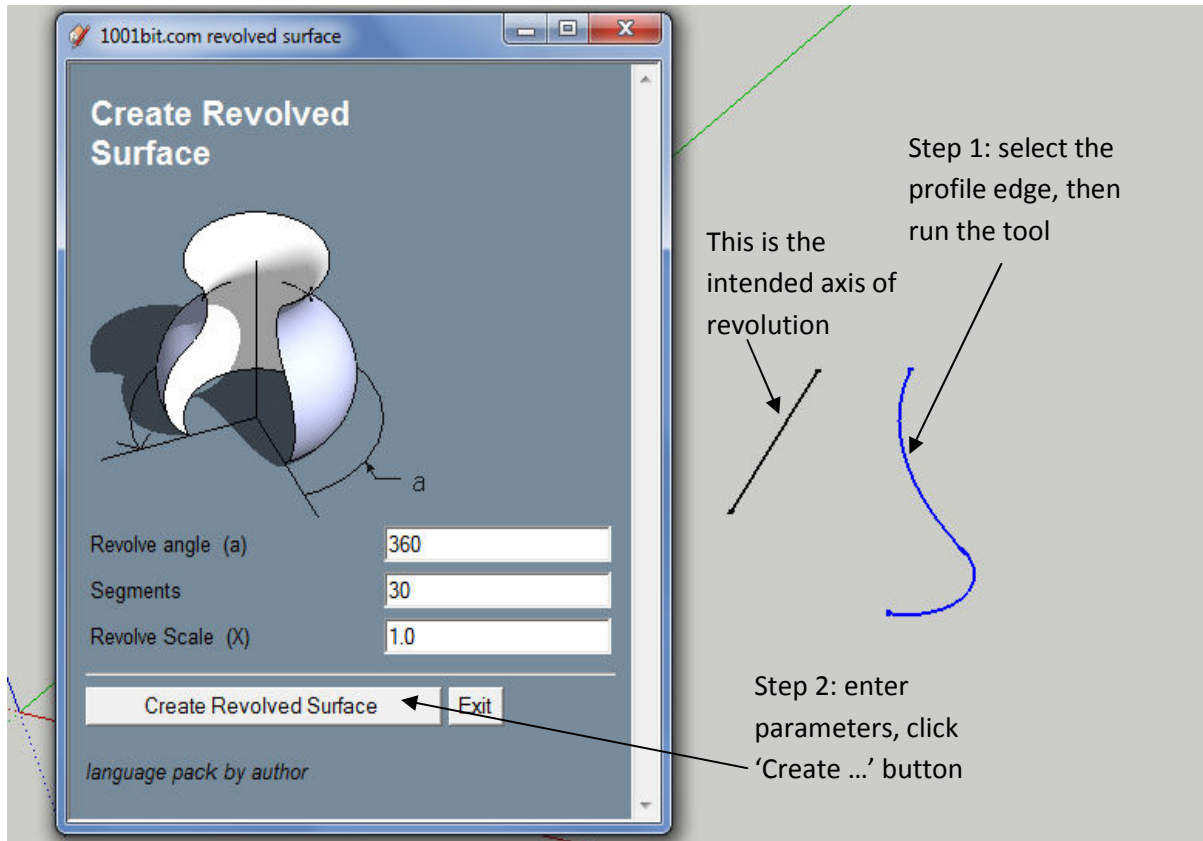 1001bit.com revolved surface
Create Revolved
Surface
a
Revolve angle (a)
360
Segments
30
Revolve Scale (X)
1.0
Create Revolved Surface
Exit
language pack by author
This is the
intended axis of
revolution
Step 1: select the
profile edge, then
run the tool
Step 2: enter
parameters, click
‘Create …’ button